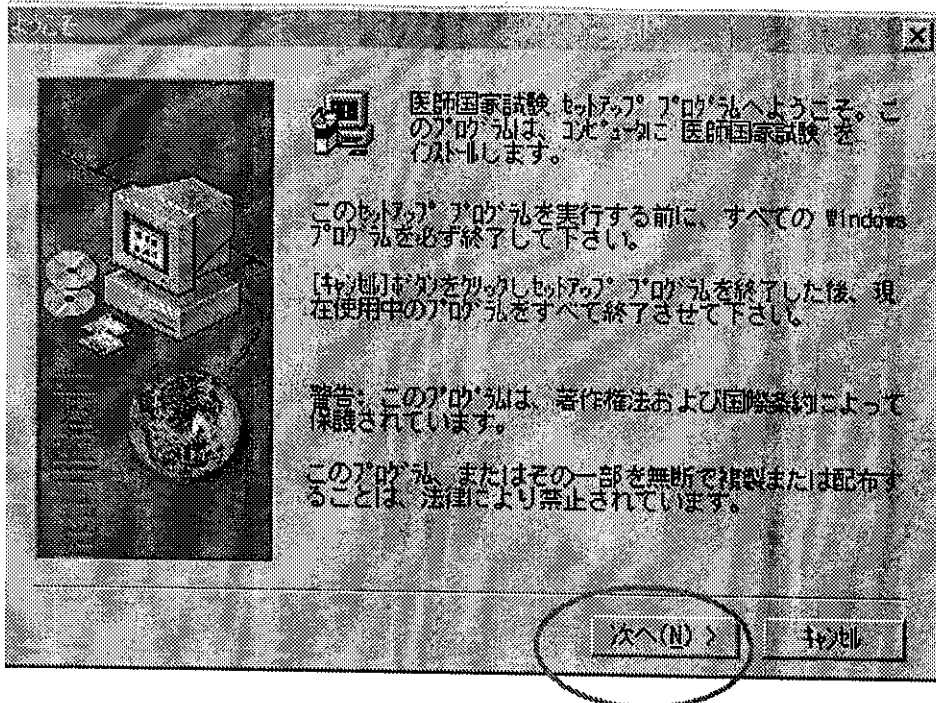 ようこそ
医師国家試験 ｾｯﾄｱｯﾌﾟ ﾌﾟﾛｸﾞﾗﾑへようこそ。こ
のﾌﾟﾛｸﾞﾗﾑは、ｺﾝﾋﾟｭｰﾀに 医師国家試験 を
ｲﾝｽﾄｰﾙします。
このｾｯﾄｱｯﾌﾟ ﾌﾟﾛｸﾞﾗﾑを実行する前に、すべての Windows
ﾌﾟﾛｸﾞﾗﾑを必ず終了して下さい。
[ｷｬﾝｾﾙ]ﾎﾞﾀﾝをｸﾘｯｸしｾｯﾄｱｯﾌﾟ ﾌﾟﾛｸﾞﾗﾑを終了した後、現
在使用中のﾌﾟﾛｸﾞﾗﾑをすべて終了させて下さい。
警告: このﾌﾟﾛｸﾞﾗﾑは、著作権法および国際条約によって
保護されています。
このﾌﾟﾛｸﾞﾗﾑ、またはその一部を無断で複製または配布す
ることは、法律により禁止されています。
次へ(N) >
ｷｬﾝｾﾙ